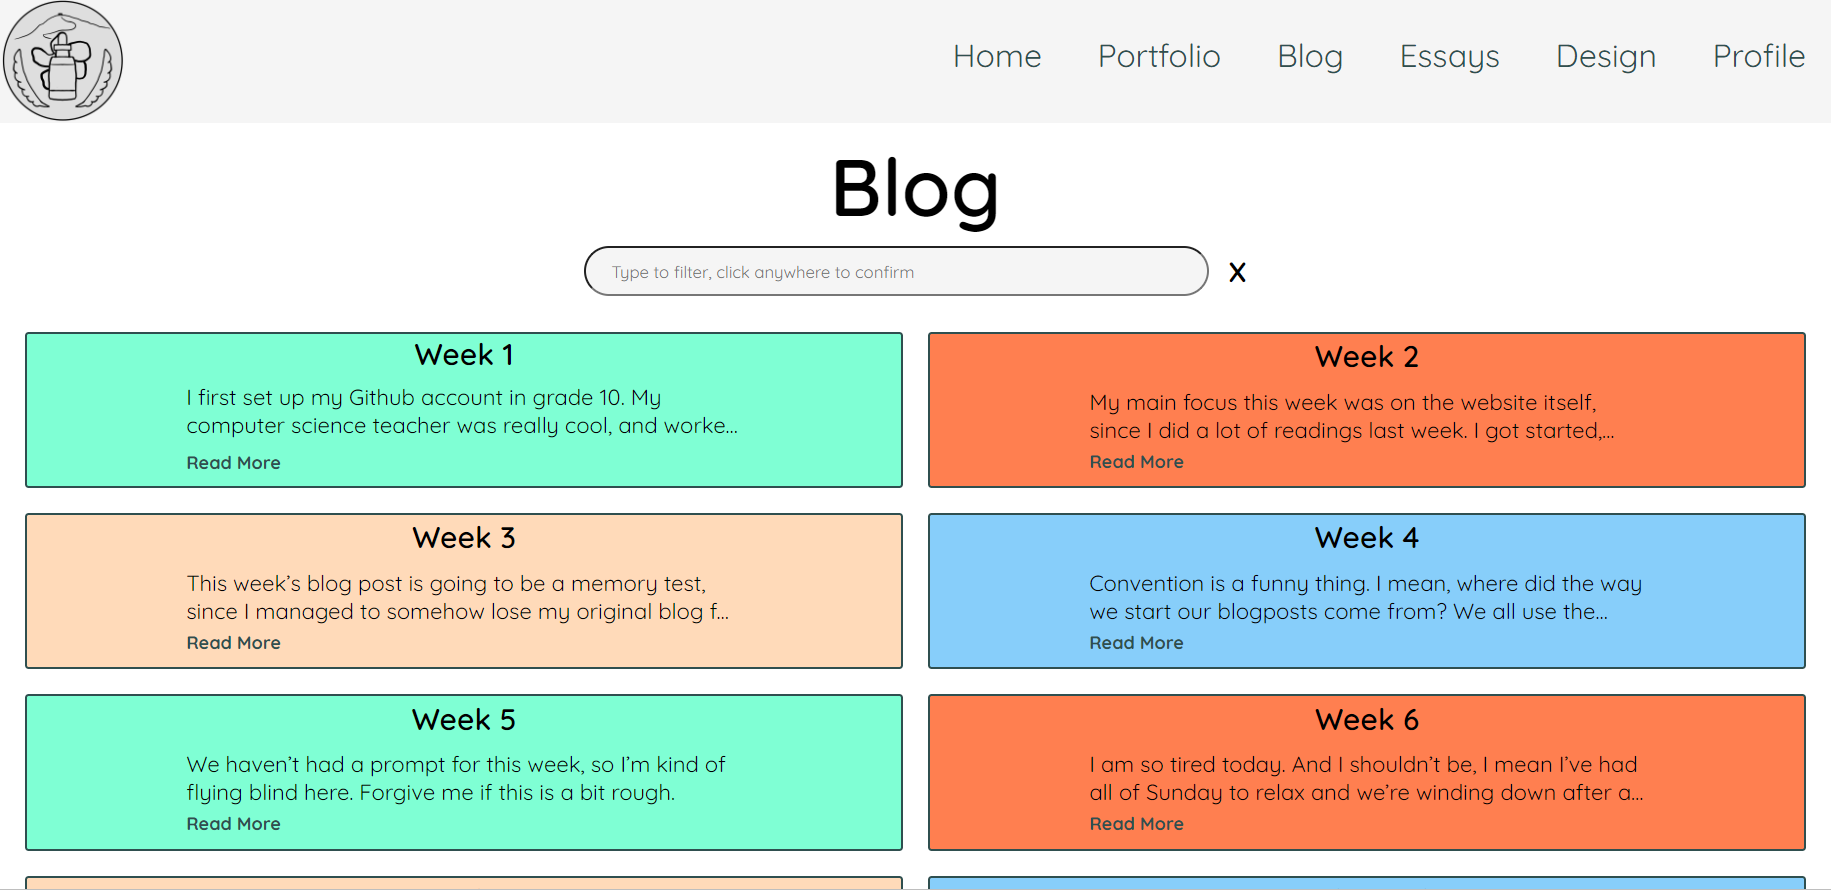 Home Portfolio Blog Essays Design Profile
Blog
Type to filter, click anywhere to confirm
X
Week 1
I first set up my Github account in grade 10. My
computer science teacher was really cool, and worke...
Read More
Week 2
My main focus this week was on the website itself,
since I did a lot of readings last week. I got started,...
Read More
Week 3
This week’s blog post is going to be a memory test,
since I managed to somehow lose my original blog f...
Read More
Week 4
Convention is a funny thing. I mean, where did the way
we start our blogposts come from? We all use the...
Read More
Week 5
We haven’t had a prompt for this week, so I’m kind of
flying blind here. Forgive me if this is a bit rough.
Read More
Week 6
I am so tired today. And I shouldn’t be, I mean I’ve had
all of Sunday to relax and we’re winding down after a...
Read More